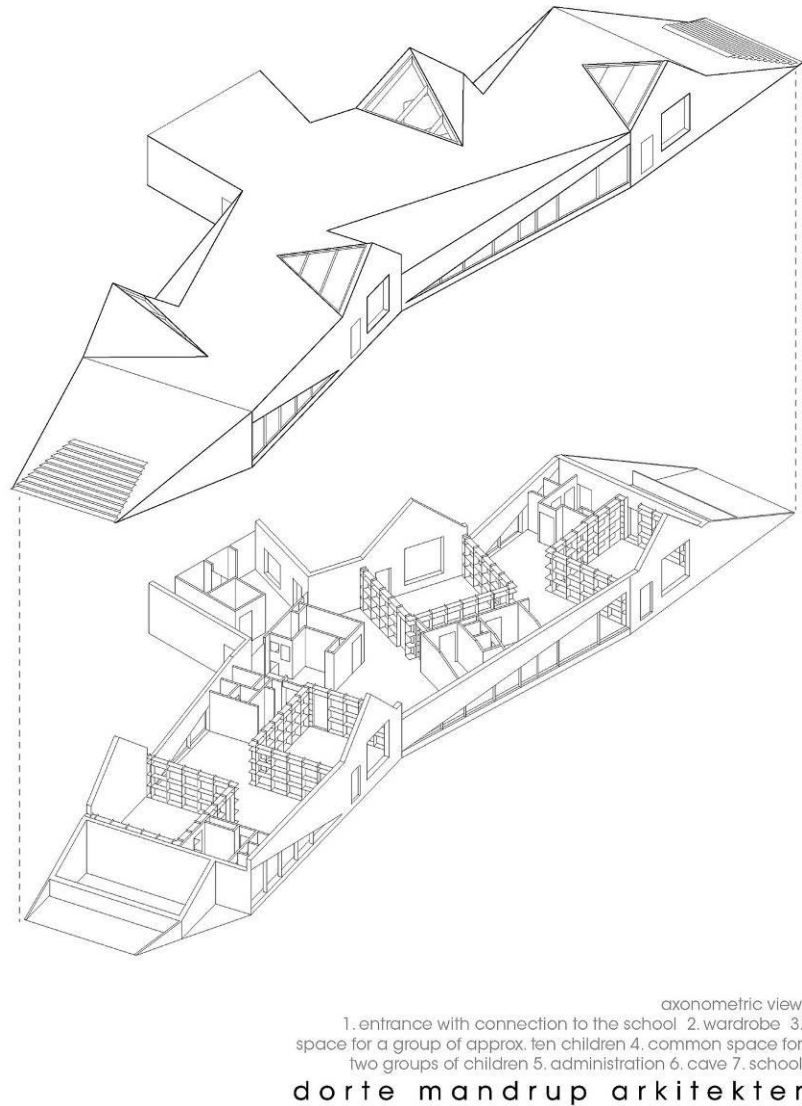 axonometric view
1. entrance with connection to the school 2. wardrobe 3.
space for a group of approx. ten children 4. common space for
two groups of children 5. administration 6. cave 7. school
dorte mandrup arkitekter